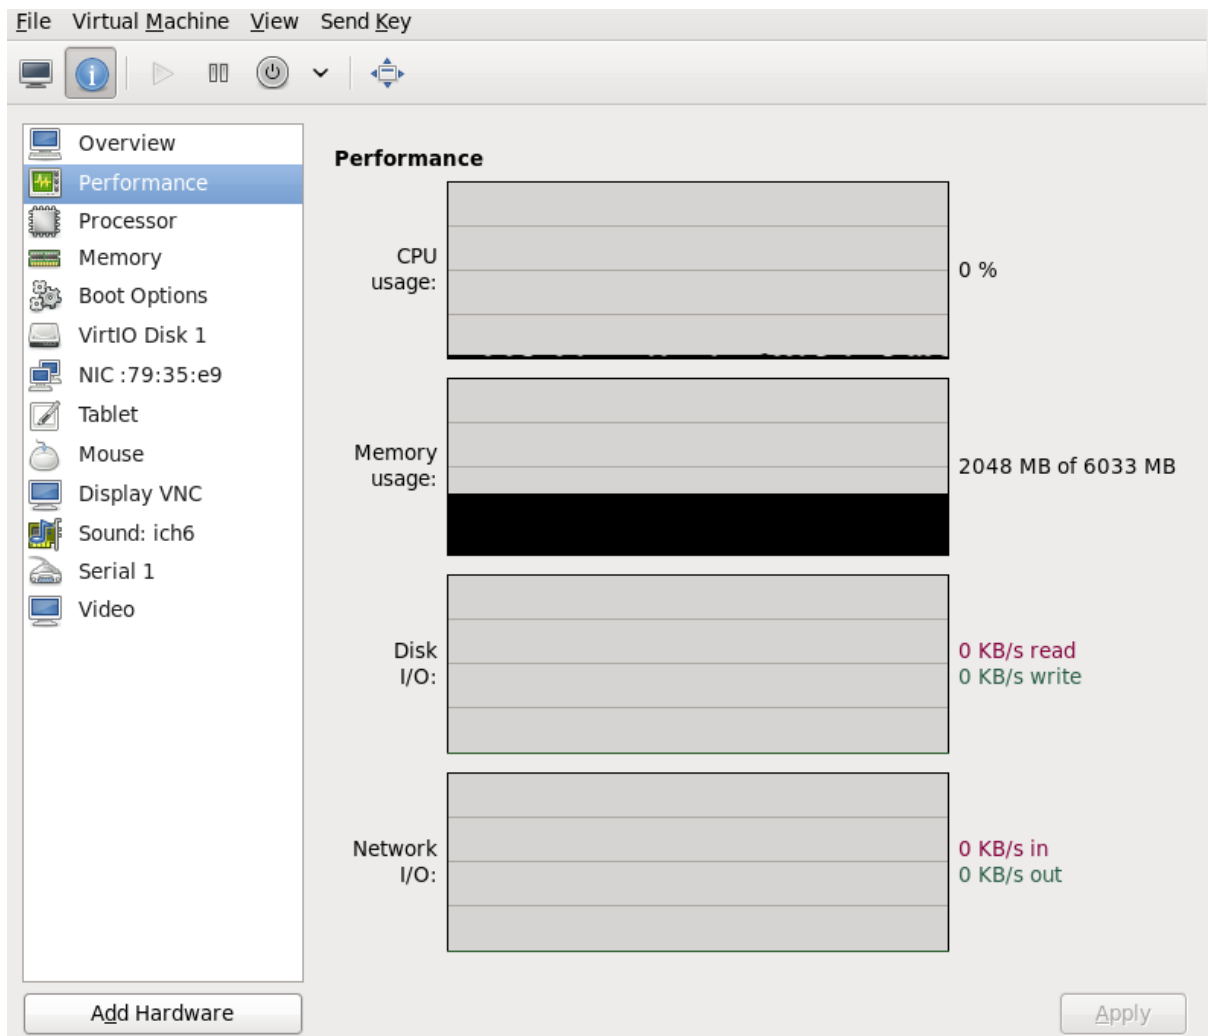 File Virtual Machine View Send Key
Overview
Performance
Processor
Memory
Boot Options
VirtIO Disk 1
NIC :79:35:e9
Tablet
Mouse
Display VNC
Sound: ich6
Serial 1
Video
Add Hardware
Performance
CPU
usage:
0 %
Memory
usage:
2048 MB of 6033 MB
Disk
I/O:
0 KB/s read
0 KB/s write
Network
I/O:
0 KB/s in
0 KB/s out
Apply